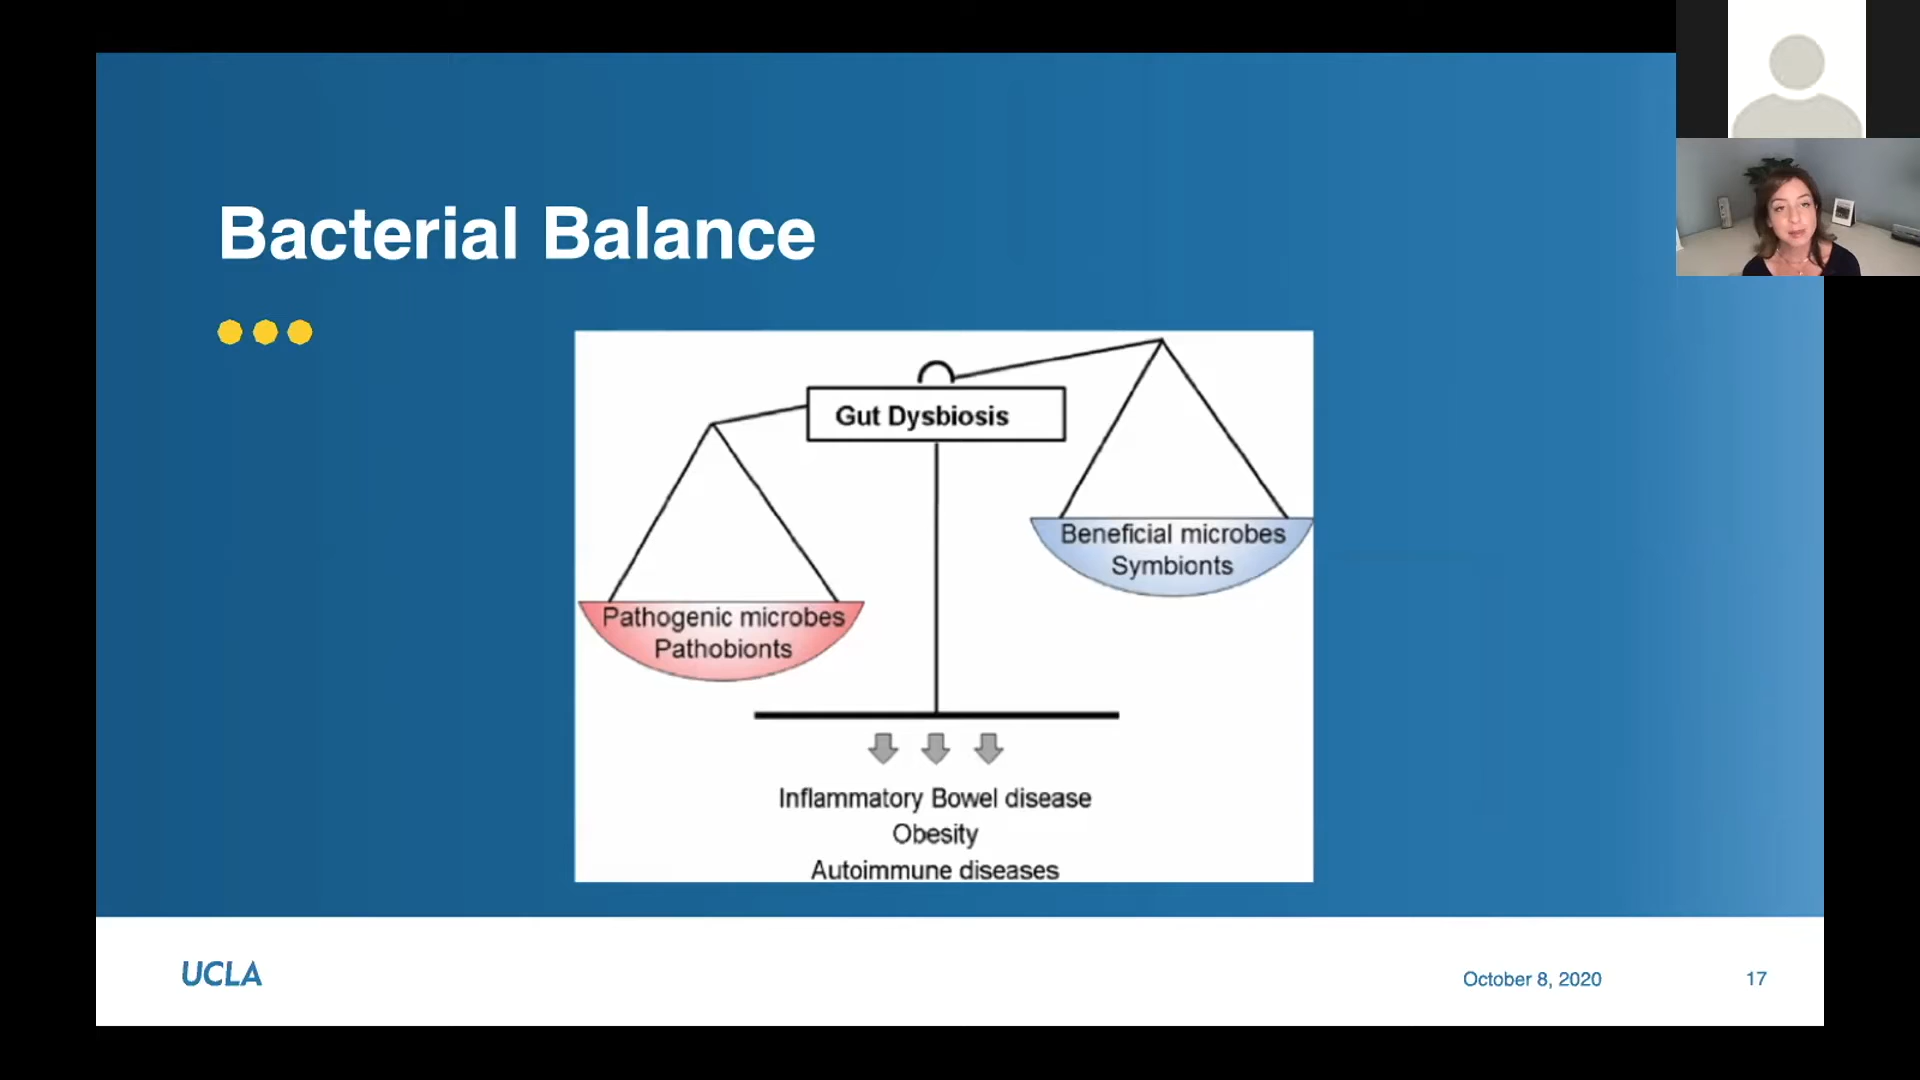 Bacterial Balance
Gut Dysbiosis
Beneficial microbes
Symbionts
Pathogenic microbes
Pathobionts
Inflammatory Bowel disease
Obesity
Autoimmune diseases
UCLA
October 8, 2020
17